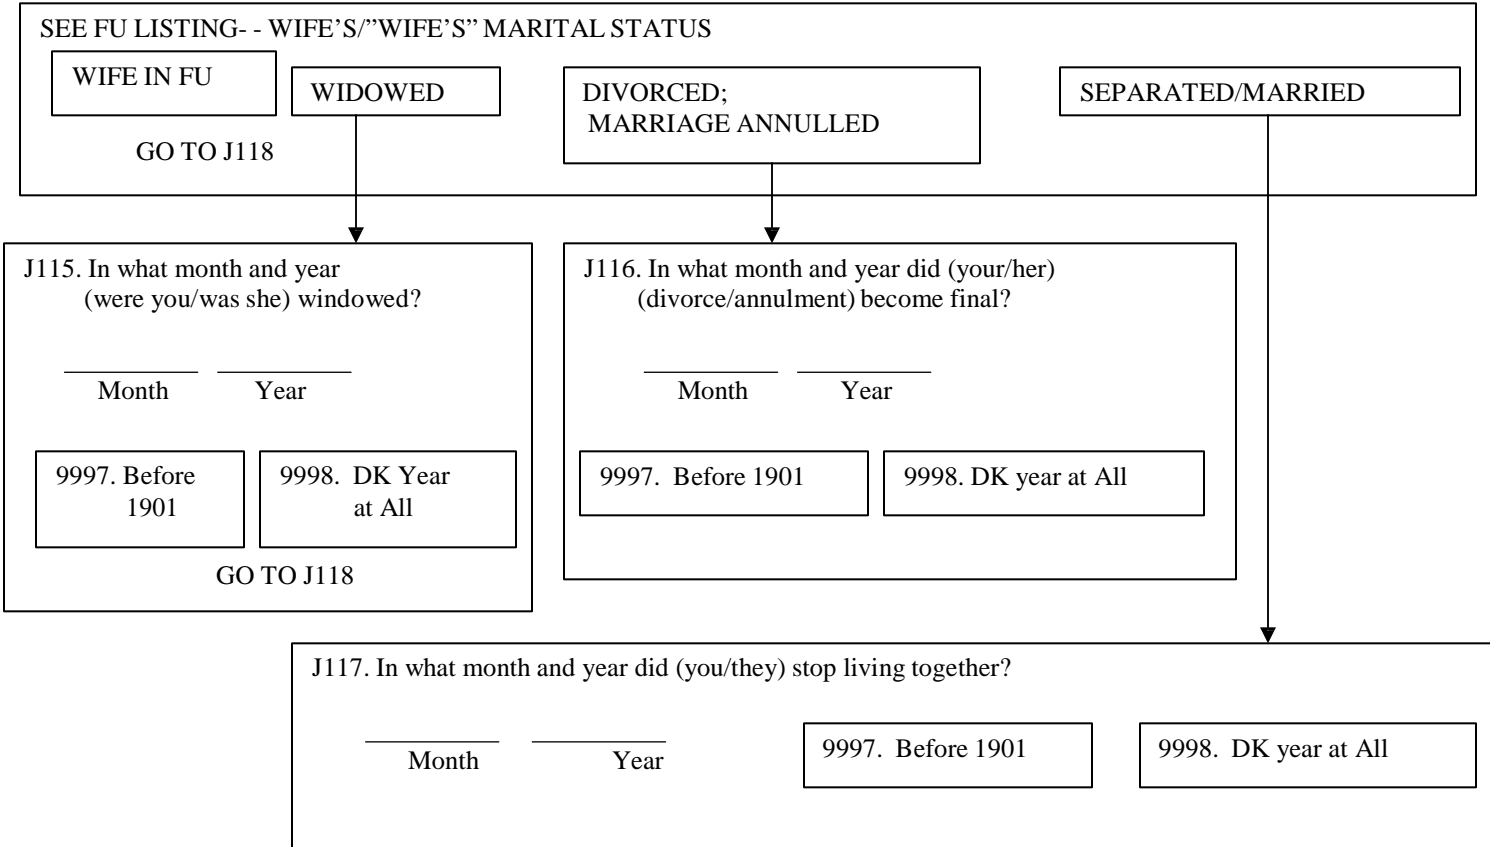 SEE FU LISTING- - WIFE'S/”WIFE'S” MARITAL STATUS
WIFE IN FU
WIDOWED
DIVORCED;
MARRIAGE ANNULLED
SEPARATED/MARRIED
GO TO J118
J115. In what month and year
(were you/was she) windowed?
Month Year
9997. Before
1901
9998. DK Year
at All
GO TO J118
J116. In what month and year did (your/her)
(divorce/annulment) become final?
Month Year
9997. Before 1901
9998. DK year at All
J117. In what month and year did (you/they) stop living together?
Month Year
9997. Before 1901
9998. DK year at All